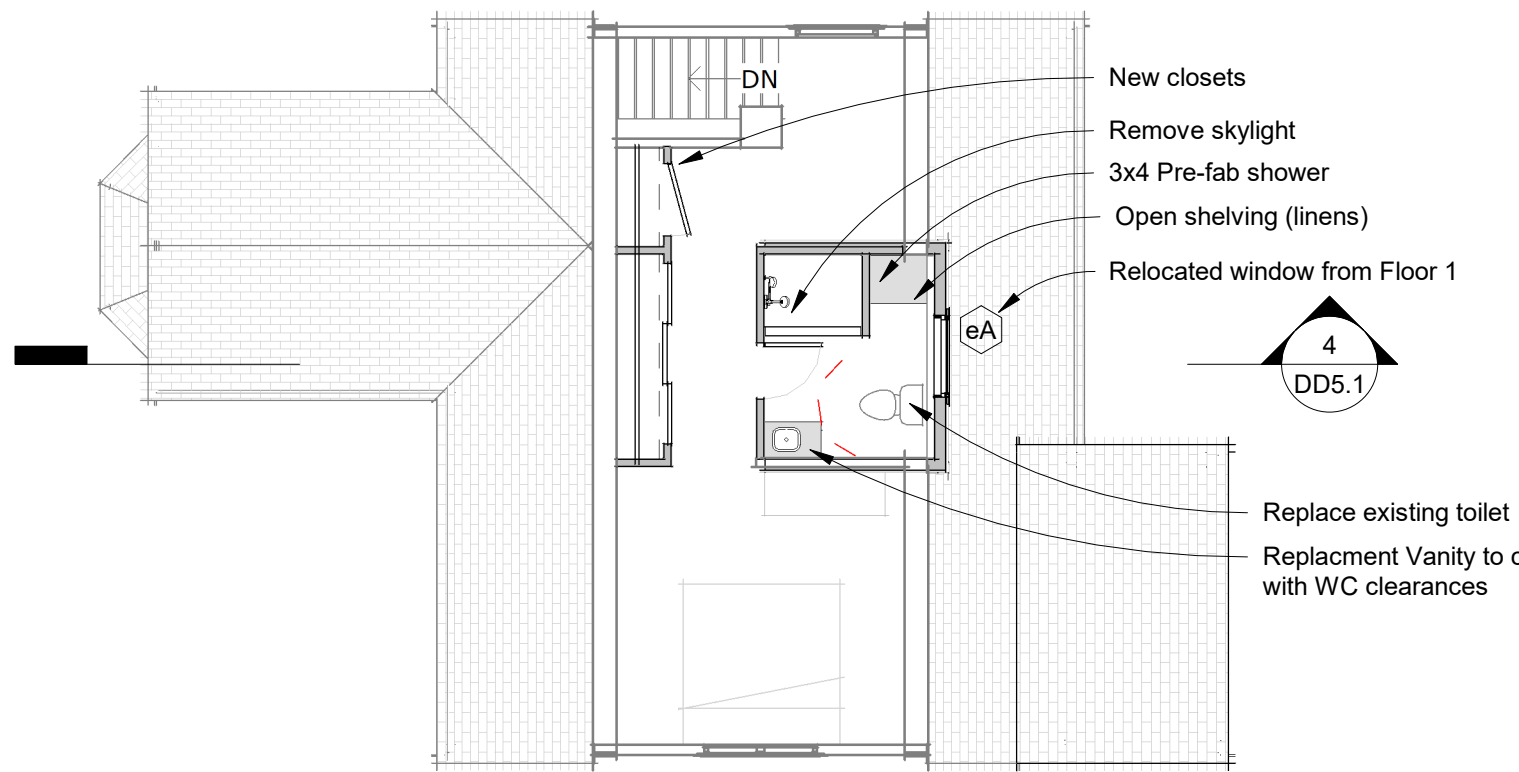 DN
New closets
Remove skylight
3x4 Pre-fab shower
Open shelving (linens)
Relocated window from Floor 1
eA
4
DD5.1
Replace existing toilet
Replacment Vanity to
with WC clearances